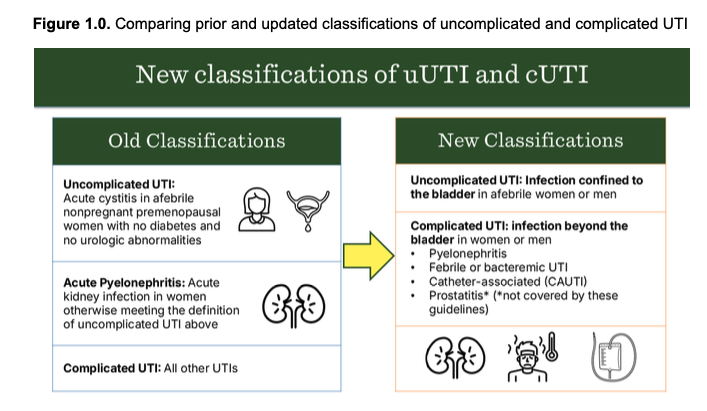 Figure 1.0. Comparing prior and updated classifications of uncomplicated and complicated UTI
New classifications of uUTI and cUTI
Old Classifications
Uncomplicated UTI:
Acute cystitis in afebrile
nonpregnant premenopausal
women with no diabetes and
no urologic abnormalities
Acute Pyelonephritis: Acute
kidney infection in women
otherwise meeting the definition
of uncomplicated UTI above
Complicated UTI: All other UTIs
New Classifications
Uncomplicated UTI: Infection confined to
the bladder in afebrile women or men
Complicated UTI: infection beyond the
bladder in women or men
• Pyelonephritis
• Febrile or bacteremic UTI
• Catheter-associated (CAUTI)
• Prostatitis* (*not covered by these
guidelines)